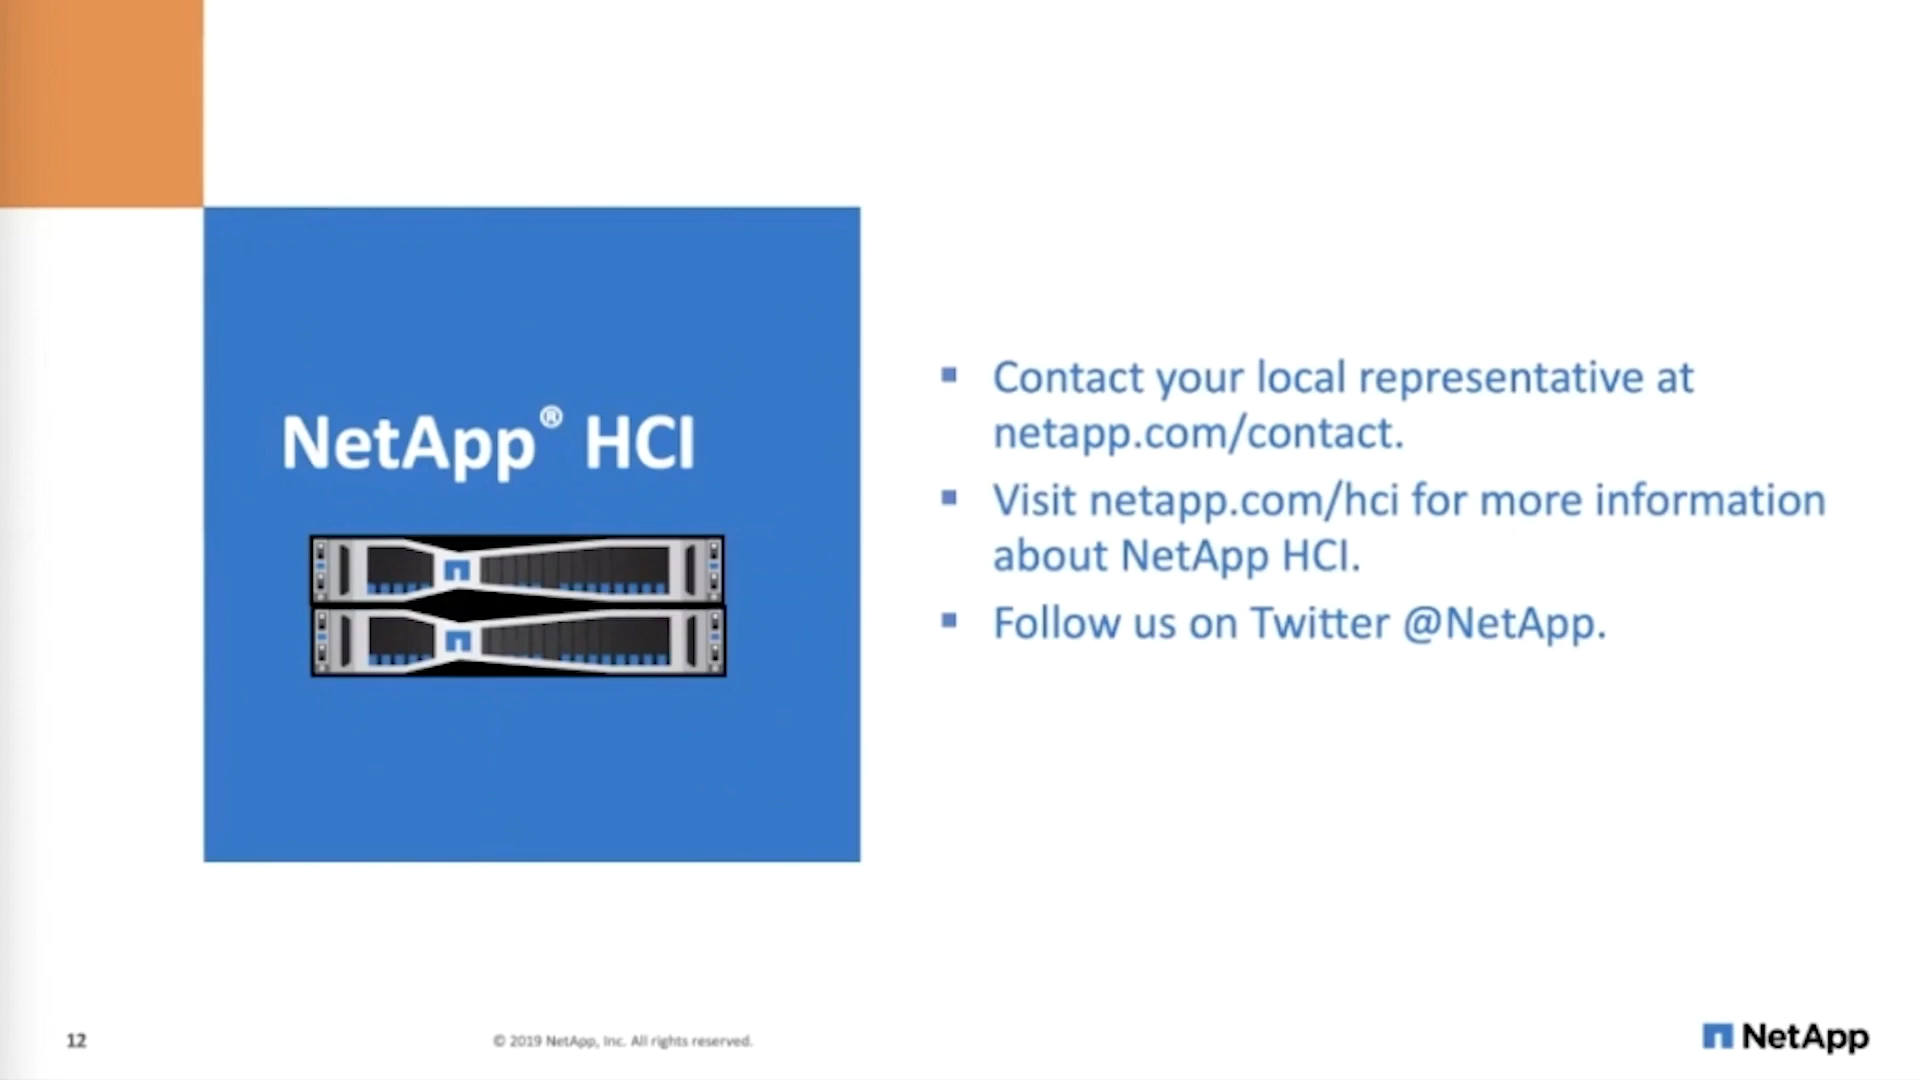 NetApp® HCI
▪ Contact your local representative at
netapp.com/contact.
▪ Visit netapp.com/hci for more information
about NetApp HCI.
▪ Follow us on Twitter @NetApp.
12
© 2019 NetApp, Inc. All rights reserved.
NetApp